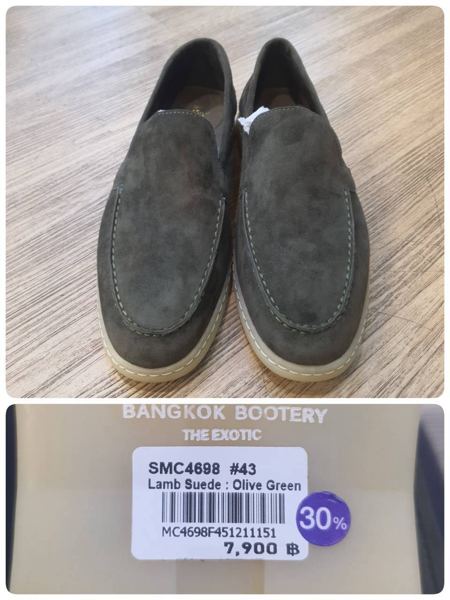 BANGKOK BOOTERY
THE EXOTIC
SMC4698 #43
Lamb Suede : Olive Green
MC4698F451211151
7,900 ฿
30%